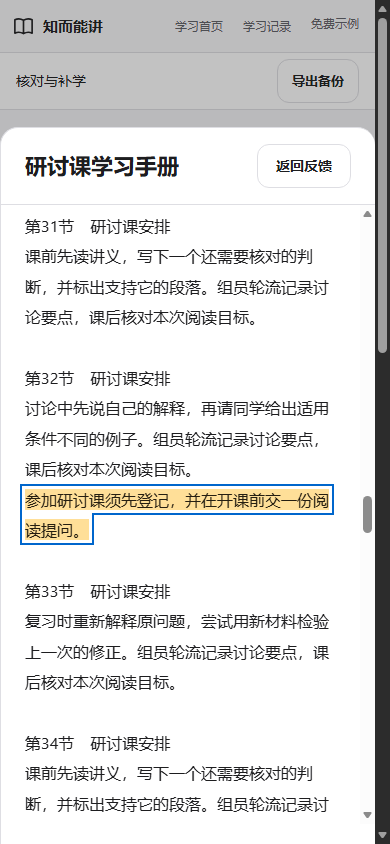 知而能讲
学习首页
学习记录
免费示例
核对与补学
导出备份
研讨课学习手册
返回反馈
第31节 研讨课安排
课前先读讲义，写下一个还需要核对的判
断，并标出支持它的段落。组员轮流记录讨
论要点，课后核对本次阅读目标。
第32节 研讨课安排
讨论中先说自己的解释，再请同学给出适用
条件不同的例子。组员轮流记录讨论要点，
课后核对本次阅读目标。
参加研讨课须先登记，并在开课前交一份阅
读提问。
第33节 研讨课安排
复习时重新解释原问题，尝试用新材料检验
上一次的修正。组员轮流记录讨论要点，课
后核对本次阅读目标。
第34节 研讨课安排
课前先读讲义，写下一个还需要核对的判
断，并标出支持它的段落。组员轮流记录讨